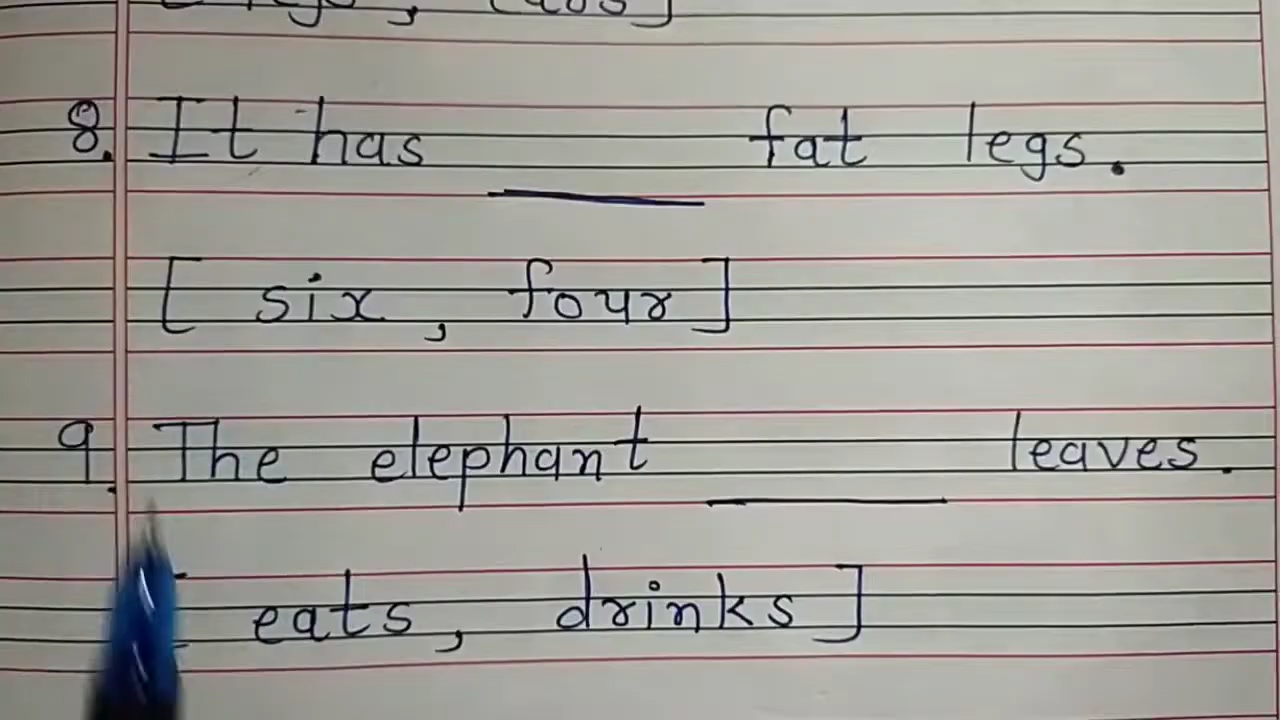 8. It has ______ fat legs.
[ six, four ]
9. The elephant ______ leaves.
[ eats, drinks ]